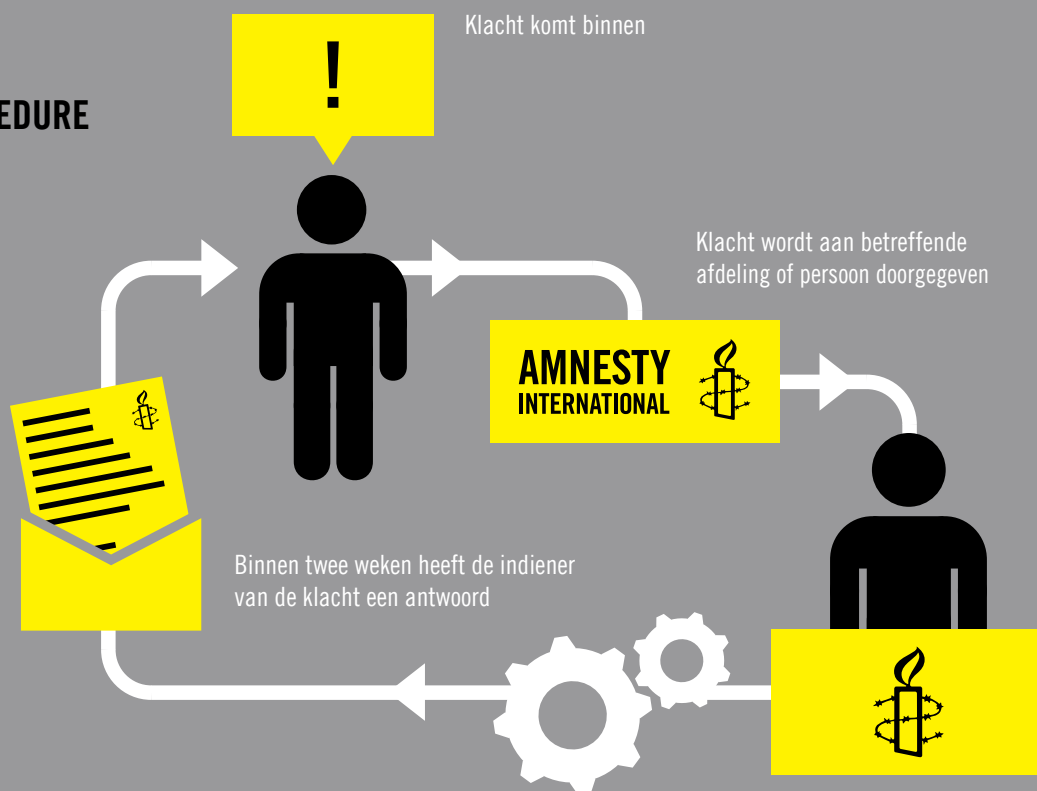 Klacht komt binnen
!
EDURE
Klacht wordt aan betreffende
afdeling of persoon doorgegeven
AMNESTY
INTERNATIONAL
Binnen twee weken heeft de indiener
van de klacht een antwoord